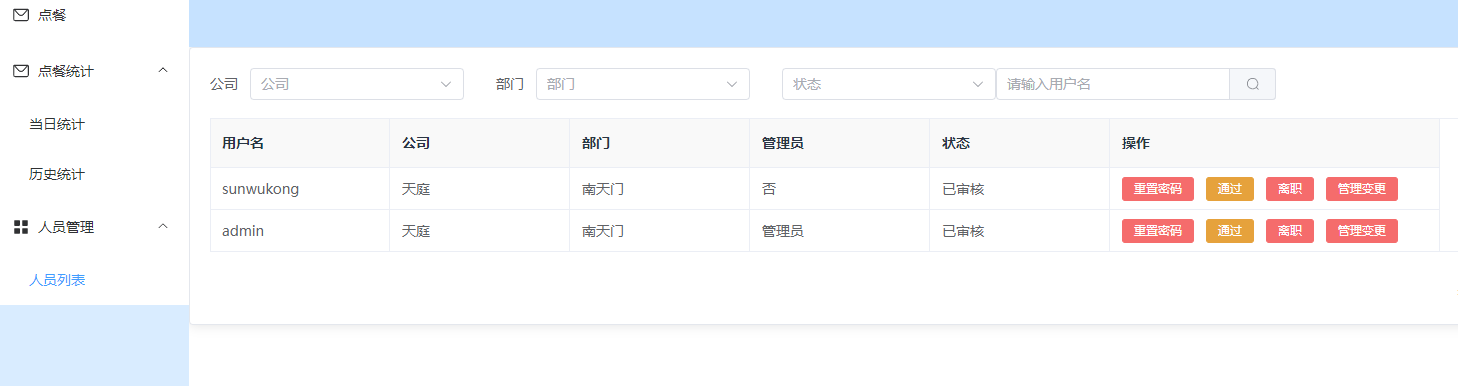 点餐
点餐统计
当日统计
历史统计
人员管理
人员列表
公司 公司 部门 部门 状态 请输入用户名
用户名 公司 部门 管理员 状态 操作
sunwukong 天庭 南天门 否 已审核 重置密码 通过 离职 管理变更
admin 天庭 南天门 管理员 已审核 重置密码 通过 离职 管理变更